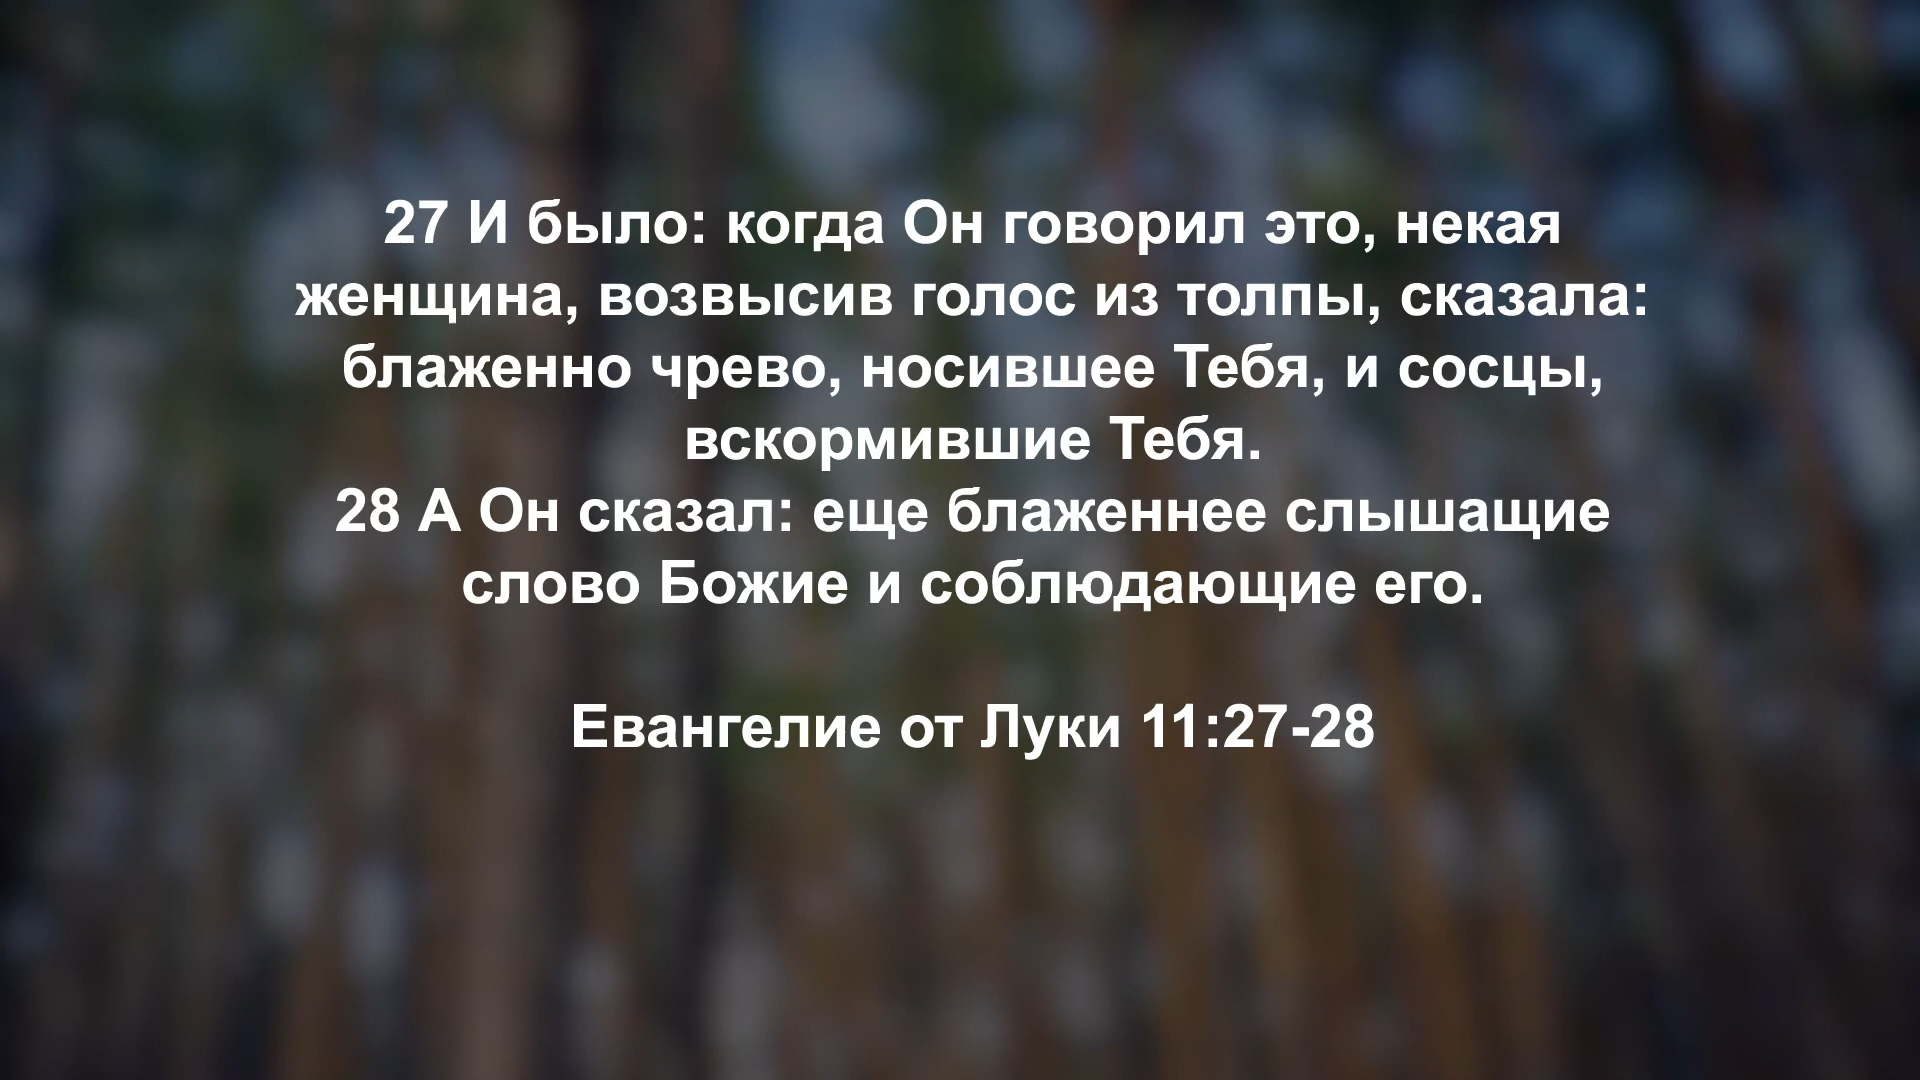 27 И было: когда Он говорил это, некая
женщина, возвысив голос из толпы, сказала:
блаженно чрево, носившее Тебя, и сосцы,
вскормившие Тебя.
28 А Он сказал: еще блаженнее слышащие
слово Божие и соблюдающие его.
Евангелие от Луки 11:27-28